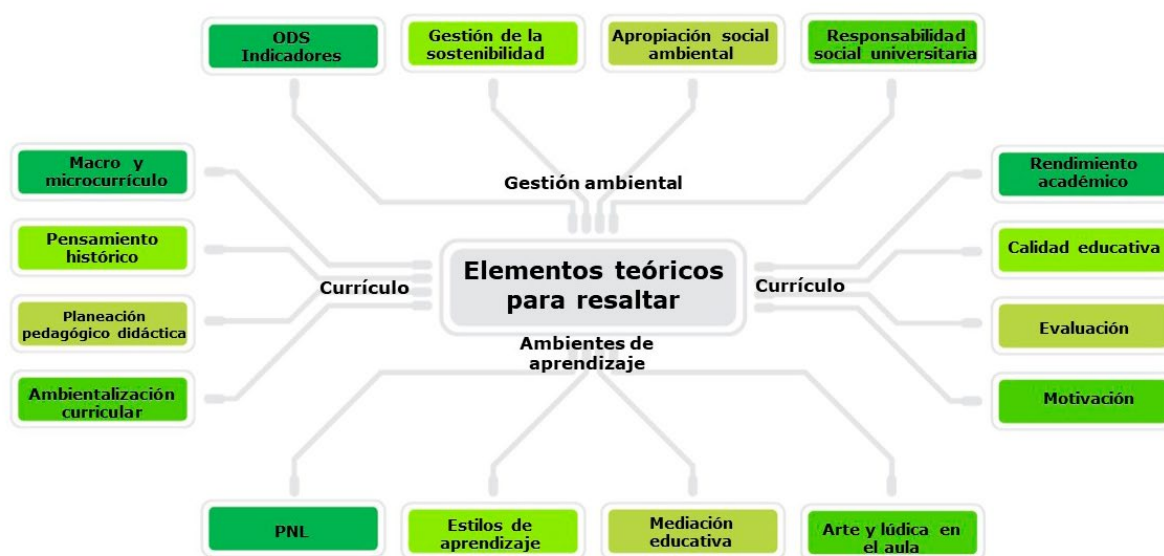 ODS
Indicadores
Gestión de la
sostenibilidad
Apropiación social
ambiental
Responsabilidad
social universitaria
Gestión ambiental
Macro y
microcurrículo
Pensamiento
histórico
Planeación
pedagógico didáctica
Ambientalización
curricular
Currículo
Elementos teóricos
para resaltar
Currículo
Rendimiento
académico
Calidad educativa
Evaluación
Motivación
Ambientes de
aprendizaje
PNL
Estilos de
aprendizaje
Mediación
educativa
Arte y lúdica en
el aula